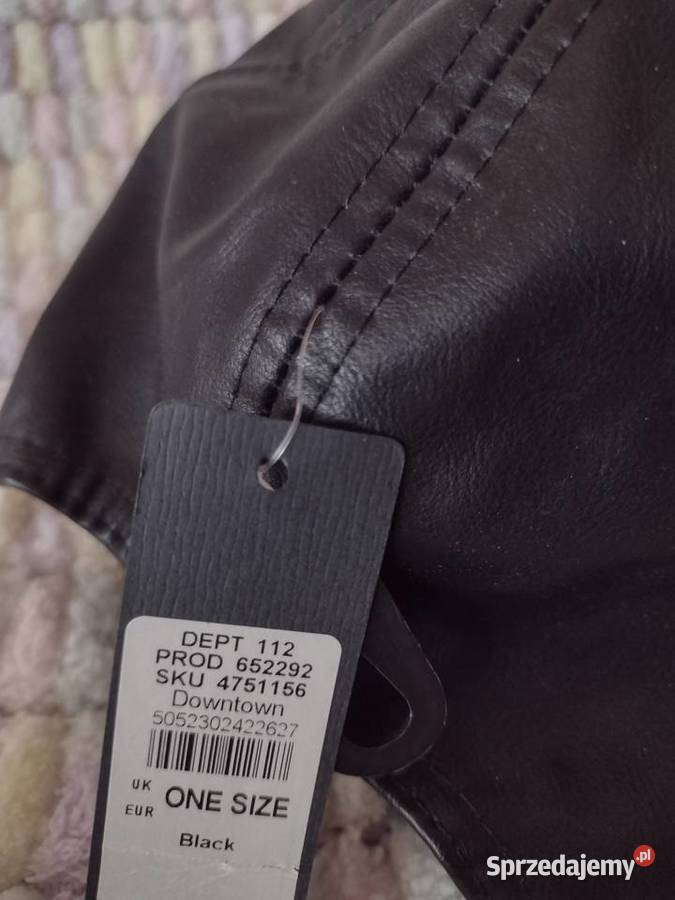 DEPT 112
PROD 652292
SKU 4751156
Downtown
5052302422627
UK
EUR
ONE SIZE
Black
Sprzedajemy.pl